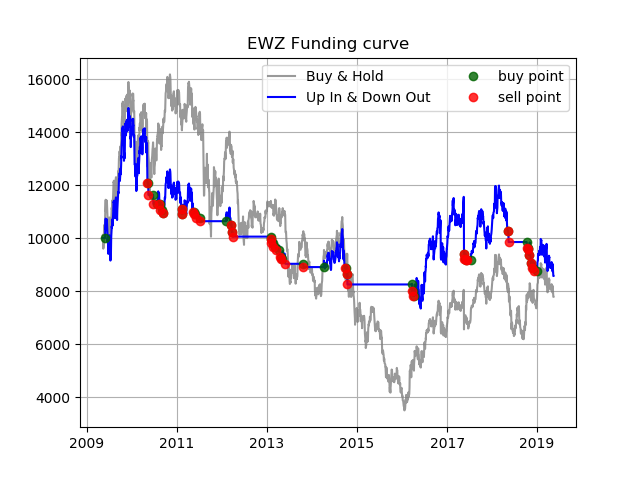 EWZ Funding curve
Buy & Hold
Up In & Down Out
buy point
sell point
16000
14000
12000
10000
8000
6000
4000
2009 2011 2013 2015 2017 2019